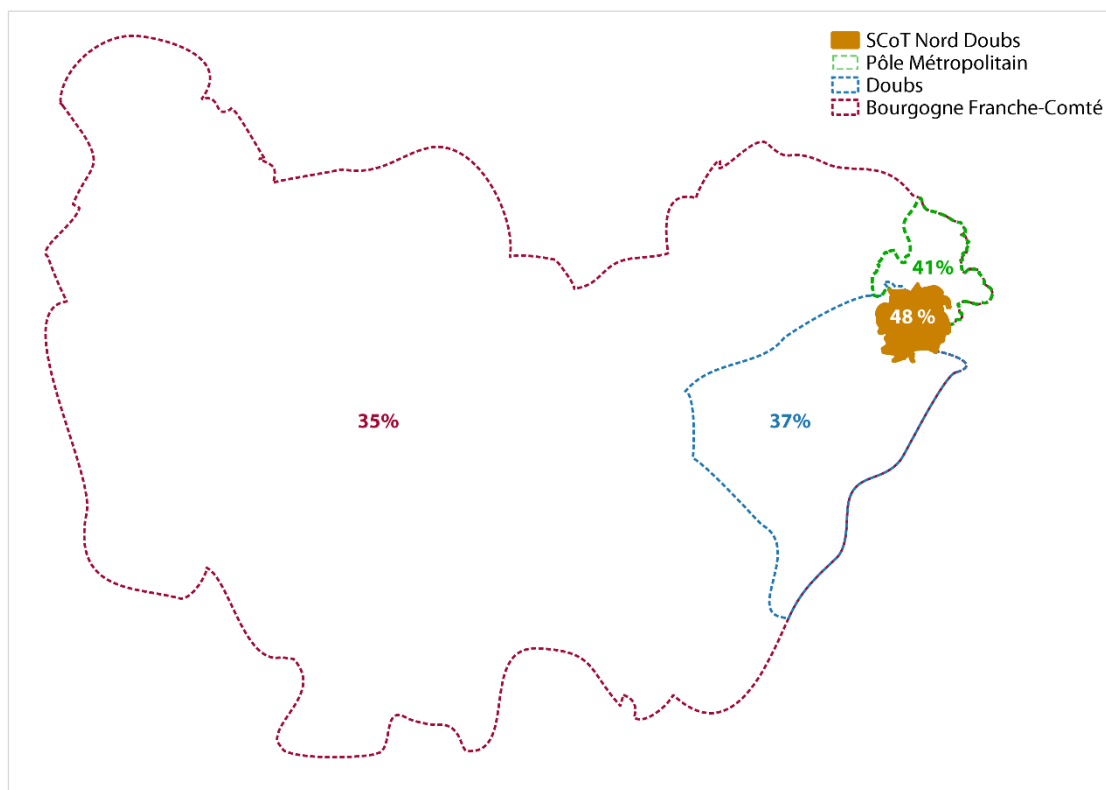 SCoT Nord Doubs
Pôle Métropolitain
Doubs
Bourgogne Franche-Comté
41%
48 %
35%
37%